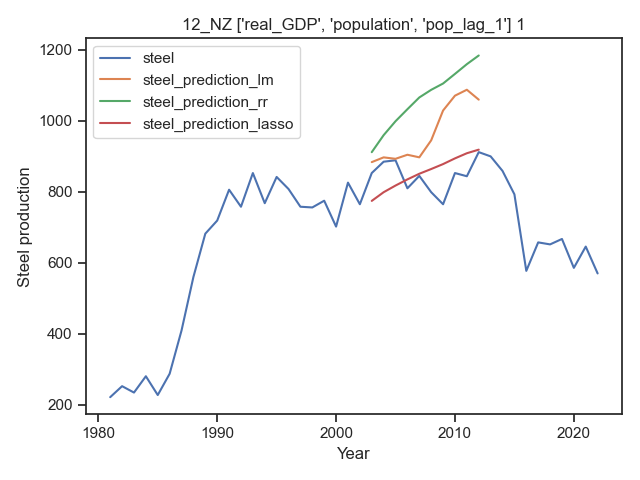 12_NZ ['real_GDP', 'population', 'pop_lag_1'] 1
steel
steel_prediction_lm
steel_prediction_rr
steel_prediction_lasso
Steel production
1200
1000
800
600
400
200
1980
1990
2000
2010
2020
Year